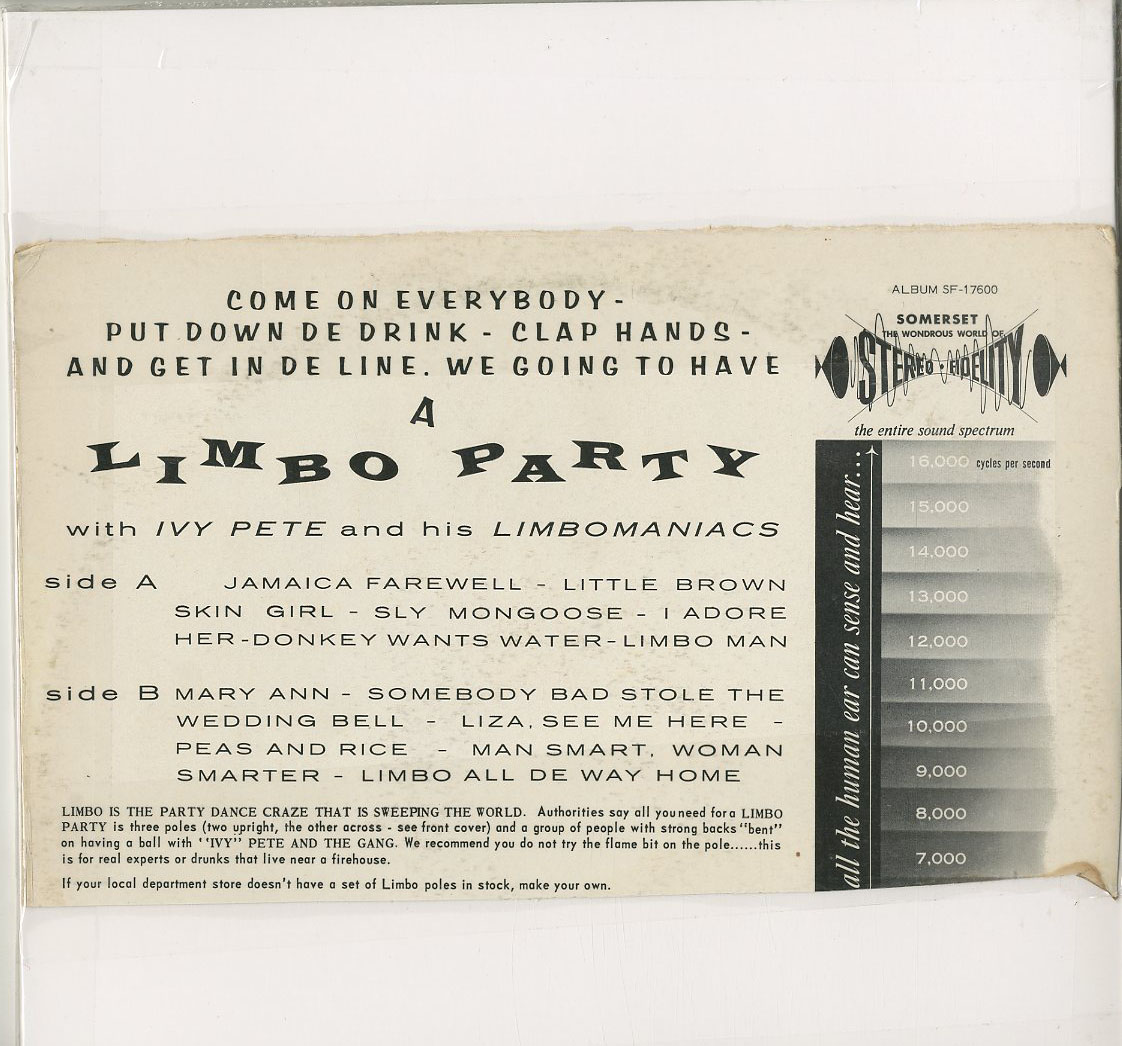 COME ON EVERYBODY -
PUT DOWN DE DRINK - CLAP HANDS -
AND GET IN DE LINE. WE GOING TO HAVE
A
LIMBO PARTY
with IVY PETE and his LIMBOMANIACS
side A JAMAICA FAREWELL - LITTLE BROWN
SKIN GIRL - SLY MONGOOSE - I ADORE
HER-DONKEY WANTS WATER-LIMBO MAN
side B MARY ANN - SOMEBODY BAD STOLE THE
WEDDING BELL - LIZA, SEE ME HERE -
PEAS AND RICE - MAN SMART, WOMAN
SMARTER - LIMBO ALL DE WAY HOME
LIMBO IS THE PARTY DANCE CRAZE THAT IS SWEEPING THE WORLD. Authorities say all you need for a LIMBO
PARTY is three poles (two upright, the other across - see front cover) and a group of people with strong backs "bent"
on having a ball with ''IVY" PETE AND THE GANG. We recommend you do not try the flame bit on the pole......this
is for real experts or drunks that live near a firehouse.
If your local department store doesn't have a set of Limbo poles in stock, make your own.
ALBUM SF-17600
SOMERSET
THE WONDROUS WORLD OF
STEREO-FIDELITY
the entire sound spectrum
all the human ear can sense and hear...
16,000 cycles per second
15,000
14,000
13,000
12,000
11,000
10,000
9,000
8,000
7,000